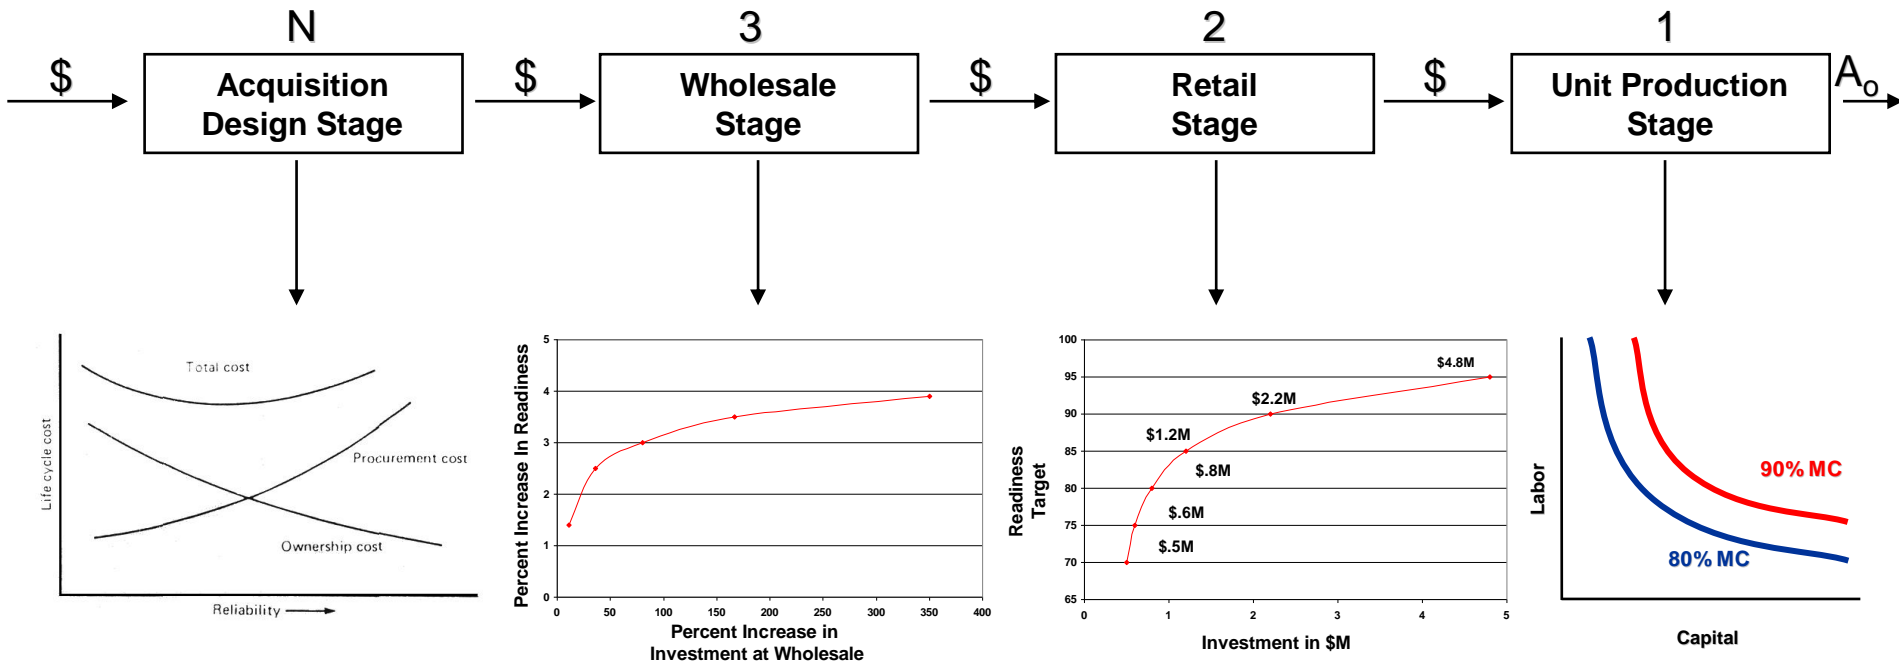 N
3
2
1
$
Acquisition
Design Stage
$
Wholesale
Stage
$
Retail
Stage
$
Unit Production
Stage
Ao
Life cycle cost
Total cost
Procurement cost
Ownership cost
Reliability
Percent Increase In Readiness
5
4
3
2
1
0
0
50
100
150
200
250
300
350
400
Percent Increase in
Investment at Wholesale
Readiness
Target
100
95
90
85
80
75
70
65
$4.8M
$2.2M
$1.2M
$.8M
$.6M
$.5M
0
1
2
3
4
5
Investment in $M
Labor
90% MC
80% MC
Capital